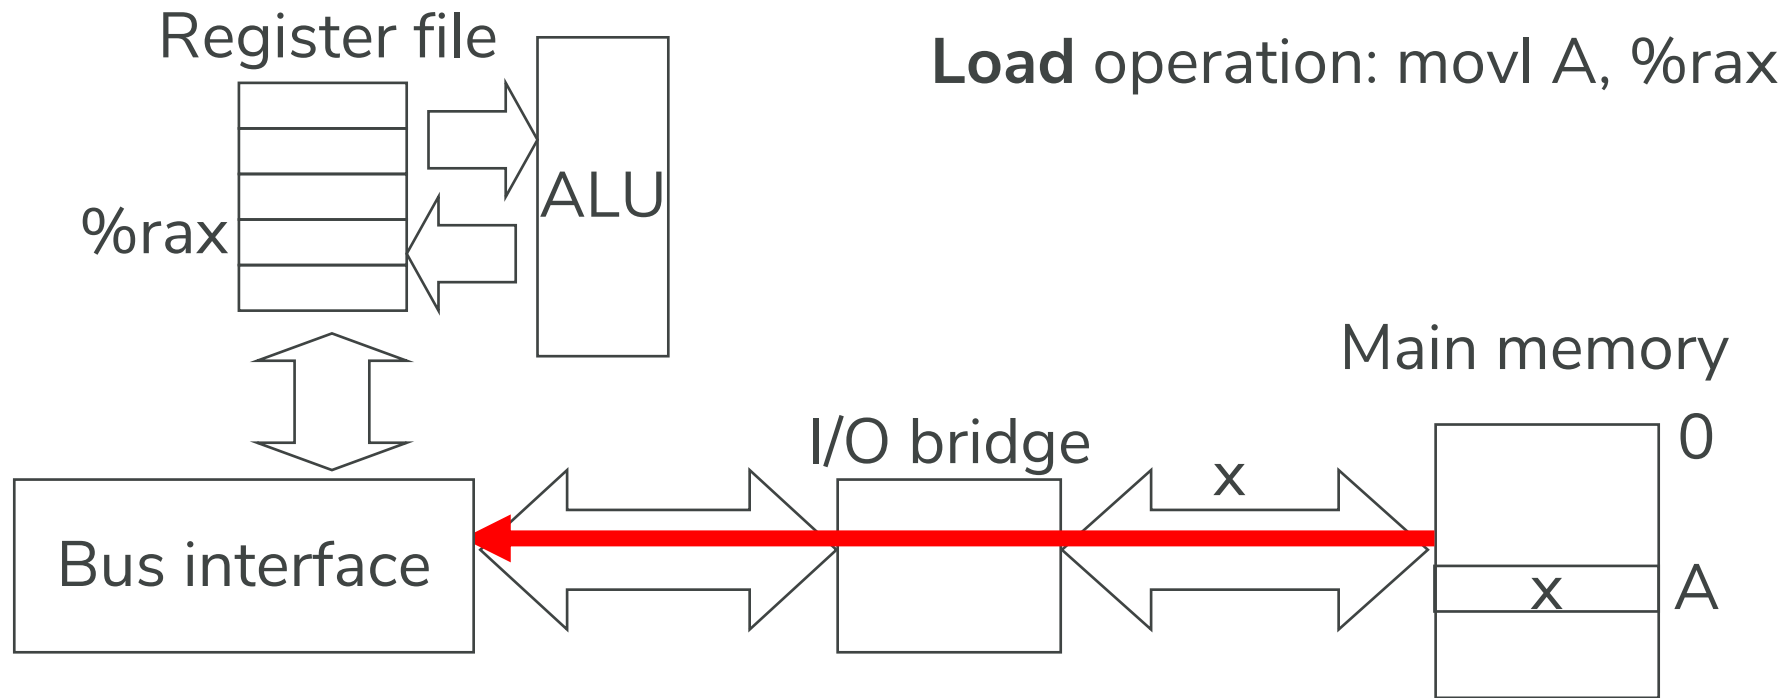 Register file
Load operation: movl A, %rax
ALU
%rax
Main memory
0
I/O bridge
x
Bus interface
x
A